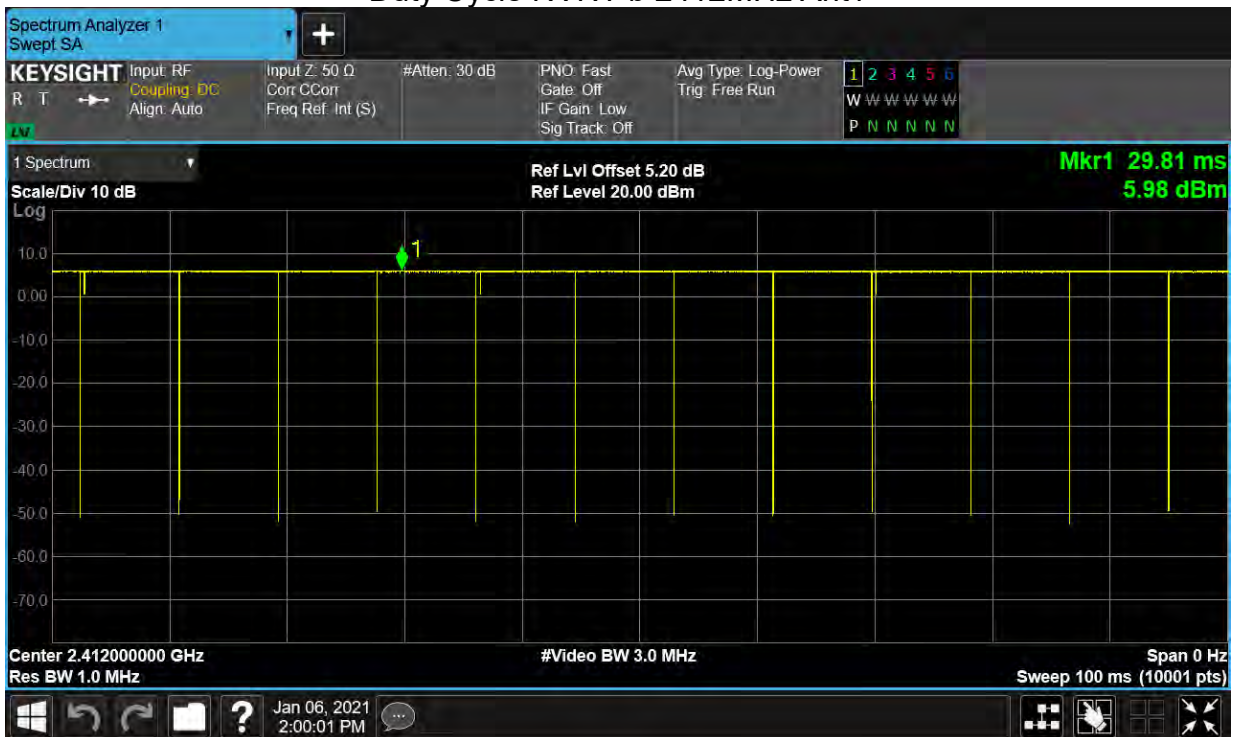 Spectrum Analyzer 1
Swept SA
+
KEYSIGHT
R T
LXI
Input: RF
Coupling: DC
Align: Auto
Input Z: 50 Ω
Corr CCorr
Freq Ref: Int (S)
#Atten: 30 dB
PNO: Fast
Gate: Off
IF Gain: Low
Sig Track: Off
Avg Type: Log-Power
Trig: Free Run
1 2 3 4 5 6
W W W W W W
P N N N N N
1 Spectrum
Scale/Div 10 dB
Ref Lvl Offset 5.20 dB
Ref Level 20.00 dBm
Mkr1 29.81 ms
5.98 dBm
Log
1
10.0
0.00
-10.0
-20.0
-30.0
-40.0
-50.0
-60.0
-70.0
Center 2.412000000 GHz
#Video BW 3.0 MHz
Span 0 Hz
Res BW 1.0 MHz
Sweep 100 ms (10001 pts)
?
Jan 06, 2021
2:00:01 PM